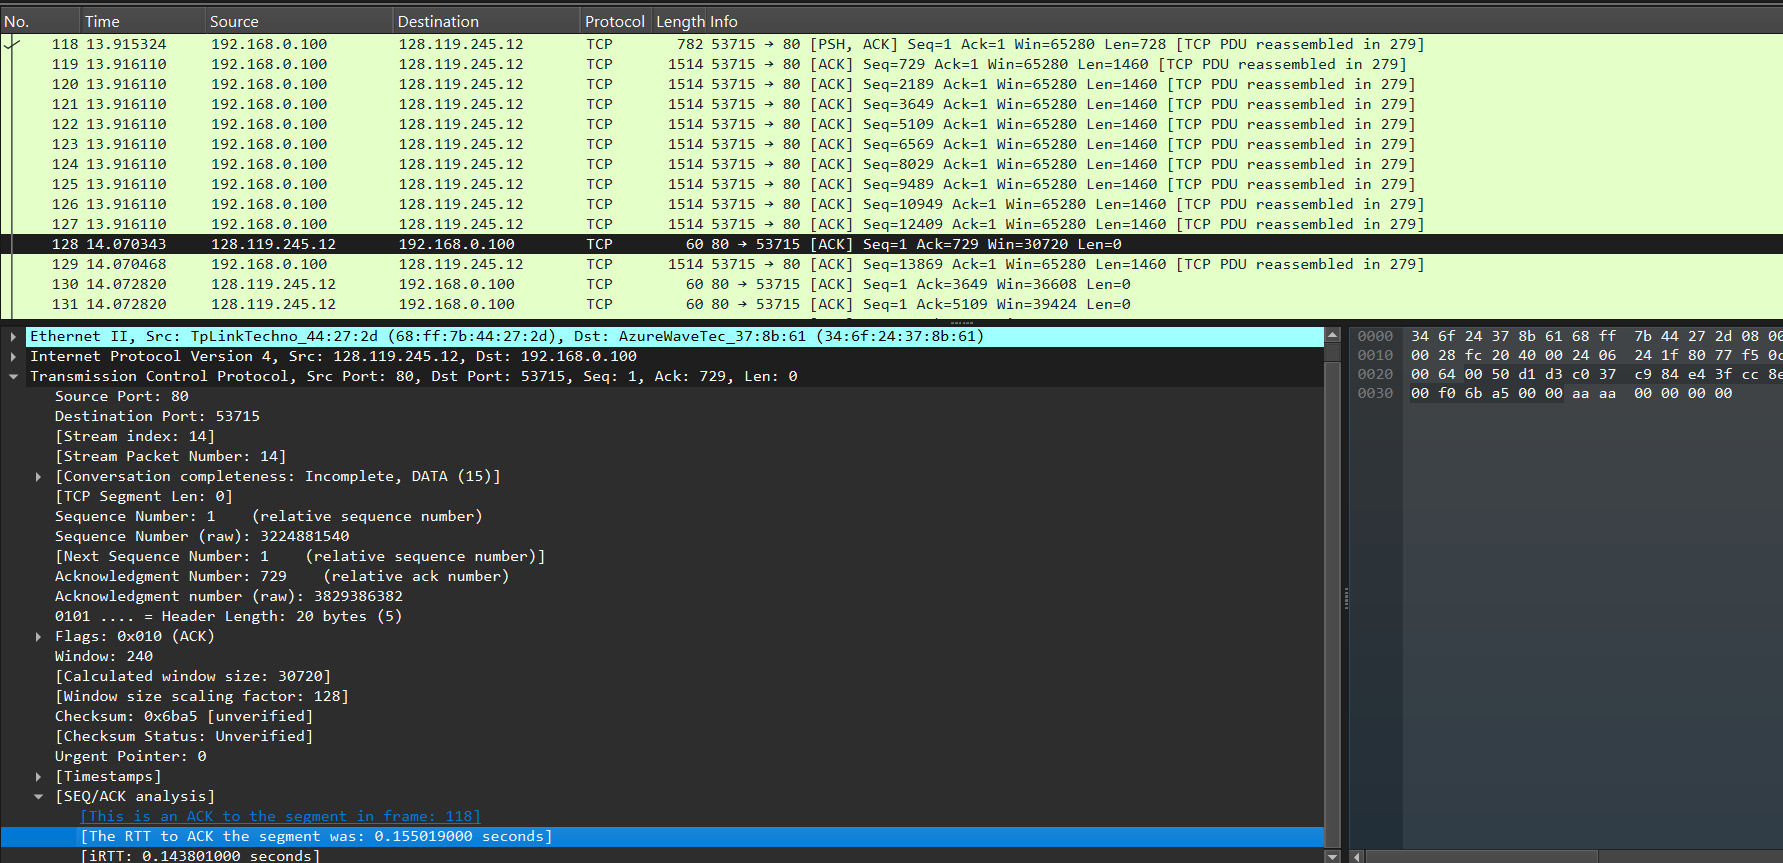 No. Time Source Destination Protocol Length Info
118 13.915324 192.168.0.100 128.119.245.12 TCP 782 53715 → 80 [PSH, ACK] Seq=1 Ack=1 Win=65280 Len=728 [TCP PDU reassembled in 279]
119 13.916110 192.168.0.100 128.119.245.12 TCP 1514 53715 → 80 [ACK] Seq=729 Ack=1 Win=65280 Len=1460 [TCP PDU reassembled in 279]
120 13.916110 192.168.0.100 128.119.245.12 TCP 1514 53715 → 80 [ACK] Seq=2189 Ack=1 Win=65280 Len=1460 [TCP PDU reassembled in 279]
121 13.916110 192.168.0.100 128.119.245.12 TCP 1514 53715 → 80 [ACK] Seq=3649 Ack=1 Win=65280 Len=1460 [TCP PDU reassembled in 279]
122 13.916110 192.168.0.100 128.119.245.12 TCP 1514 53715 → 80 [ACK] Seq=5109 Ack=1 Win=65280 Len=1460 [TCP PDU reassembled in 279]
123 13.916110 192.168.0.100 128.119.245.12 TCP 1514 53715 → 80 [ACK] Seq=6569 Ack=1 Win=65280 Len=1460 [TCP PDU reassembled in 279]
124 13.916110 192.168.0.100 128.119.245.12 TCP 1514 53715 → 80 [ACK] Seq=8029 Ack=1 Win=65280 Len=1460 [TCP PDU reassembled in 279]
125 13.916110 192.168.0.100 128.119.245.12 TCP 1514 53715 → 80 [ACK] Seq=9489 Ack=1 Win=65280 Len=1460 [TCP PDU reassembled in 279]
126 13.916110 192.168.0.100 128.119.245.12 TCP 1514 53715 → 80 [ACK] Seq=10949 Ack=1 Win=65280 Len=1460 [TCP PDU reassembled in 279]
127 13.916110 192.168.0.100 128.119.245.12 TCP 1514 53715 → 80 [ACK] Seq=12409 Ack=1 Win=65280 Len=1460 [TCP PDU reassembled in 279]
128 14.070343 128.119.245.12 192.168.0.100 TCP 60 80 → 53715 [ACK] Seq=1 Ack=729 Win=30720 Len=0
129 14.070468 192.168.0.100 128.119.245.12 TCP 1514 53715 → 80 [ACK] Seq=13869 Ack=1 Win=65280 Len=1460 [TCP PDU reassembled in 279]
130 14.072820 128.119.245.12 192.168.0.100 TCP 60 80 → 53715 [ACK] Seq=1 Ack=3649 Win=36608 Len=0
131 14.072820 128.119.245.12 192.168.0.100 TCP 60 80 → 53715 [ACK] Seq=1 Ack=5109 Win=39424 Len=0
Ethernet II, Src: TpLinkTechno_44:27:2d (68:ff:7b:44:27:2d), Dst: AzureWaveTec_37:8b:61 (34:6f:24:37:8b:61)
Internet Protocol Version 4, Src: 128.119.245.12, Dst: 192.168.0.100
Transmission Control Protocol, Src Port: 80, Dst Port: 53715, Seq: 1, Ack: 729, Len: 0
Source Port: 80
Destination Port: 53715
[Stream index: 14]
[Stream Packet Number: 14]
[Conversation completeness: Incomplete, DATA (15)]
[TCP Segment Len: 0]
Sequence Number: 1 (relative sequence number)
Sequence Number (raw): 3224881540
[Next Sequence Number: 1 (relative sequence number)]
Acknowledgment Number: 729 (relative ack number)
Acknowledgment number (raw): 3829386382
0101 .... = Header Length: 20 bytes (5)
Flags: 0x010 (ACK)
Window: 240
[Calculated window size: 30720]
[Window size scaling factor: 128]
Checksum: 0x6ba5 [unverified]
[Checksum Status: Unverified]
Urgent Pointer: 0
[Timestamps]
[SEQ/ACK analysis]
[This is an ACK to the segment in frame: 118]
[The RTT to ACK the segment was: 0.155019000 seconds]
[iRTT: 0.143801000 seconds]
0000 34 6f 24 37 8b 61 68 ff 7b 44 27 2d 08 00
0010 00 28 fc 20 40 00 24 06 24 1f 80 77 f5
0020 00 64 00 50 d1 d3 c0 37 c9 84 e4 3f cc 8e
0030 00 f0 6b a5 00 00 aa aa 00 00 00 00